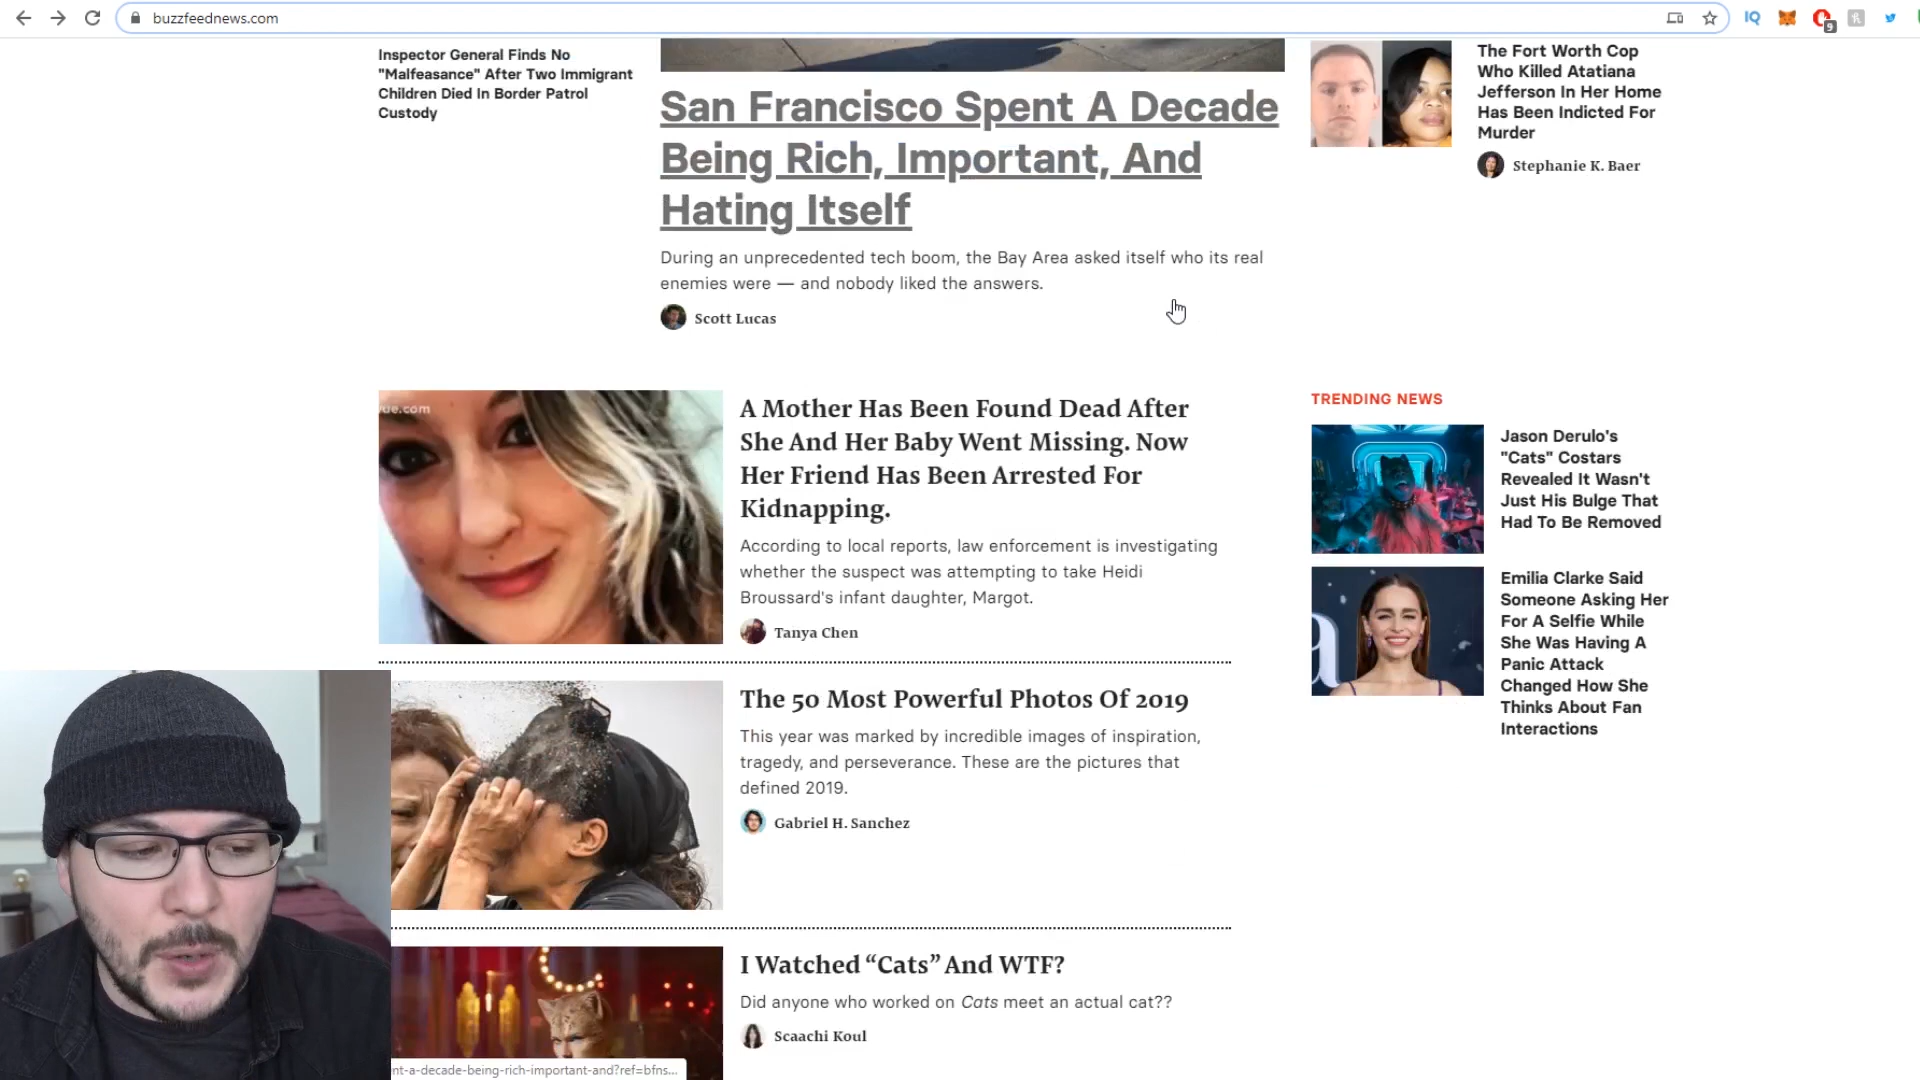 buzzfeednews.com
9
Inspector General Finds No
"Malfeasance" After Two Immigrant
Children Died In Border Patrol
Custody
San Francisco Spent A Decade
Being Rich, Important, And
Hating Itself
During an unprecedented tech boom, the Bay Area asked itself who its real
enemies were — and nobody liked the answers.
Scott Lucas
The Fort Worth Cop
Who Killed Atatiana
Jefferson In Her Home
Has Been Indicted For
Murder
Stephanie K. Baer
vue.com
A Mother Has Been Found Dead After
She And Her Baby Went Missing. Now
Her Friend Has Been Arrested For
Kidnapping.
According to local reports, law enforcement is investigating
whether the suspect was attempting to take Heidi
Broussard's infant daughter, Margot.
Tanya Chen
The 50 Most Powerful Photos Of 2019
This year was marked by incredible images of inspiration,
tragedy, and perseverance. These are the pictures that
defined 2019.
Gabriel H. Sanchez
I Watched “Cats” And WTF?
Did anyone who worked on Cats meet an actual cat??
Scaachi Koul
TRENDING NEWS
Jason Derulo's
"Cats" Costars
Revealed It Wasn't
Just His Bulge That
Had To Be Removed
Emilia Clarke Said
Someone Asking Her
For A Selfie While
She Was Having A
Panic Attack
Changed How She
Thinks About Fan
Interactions
nt-a-decade-being-rich-important-and?ref=bfns...